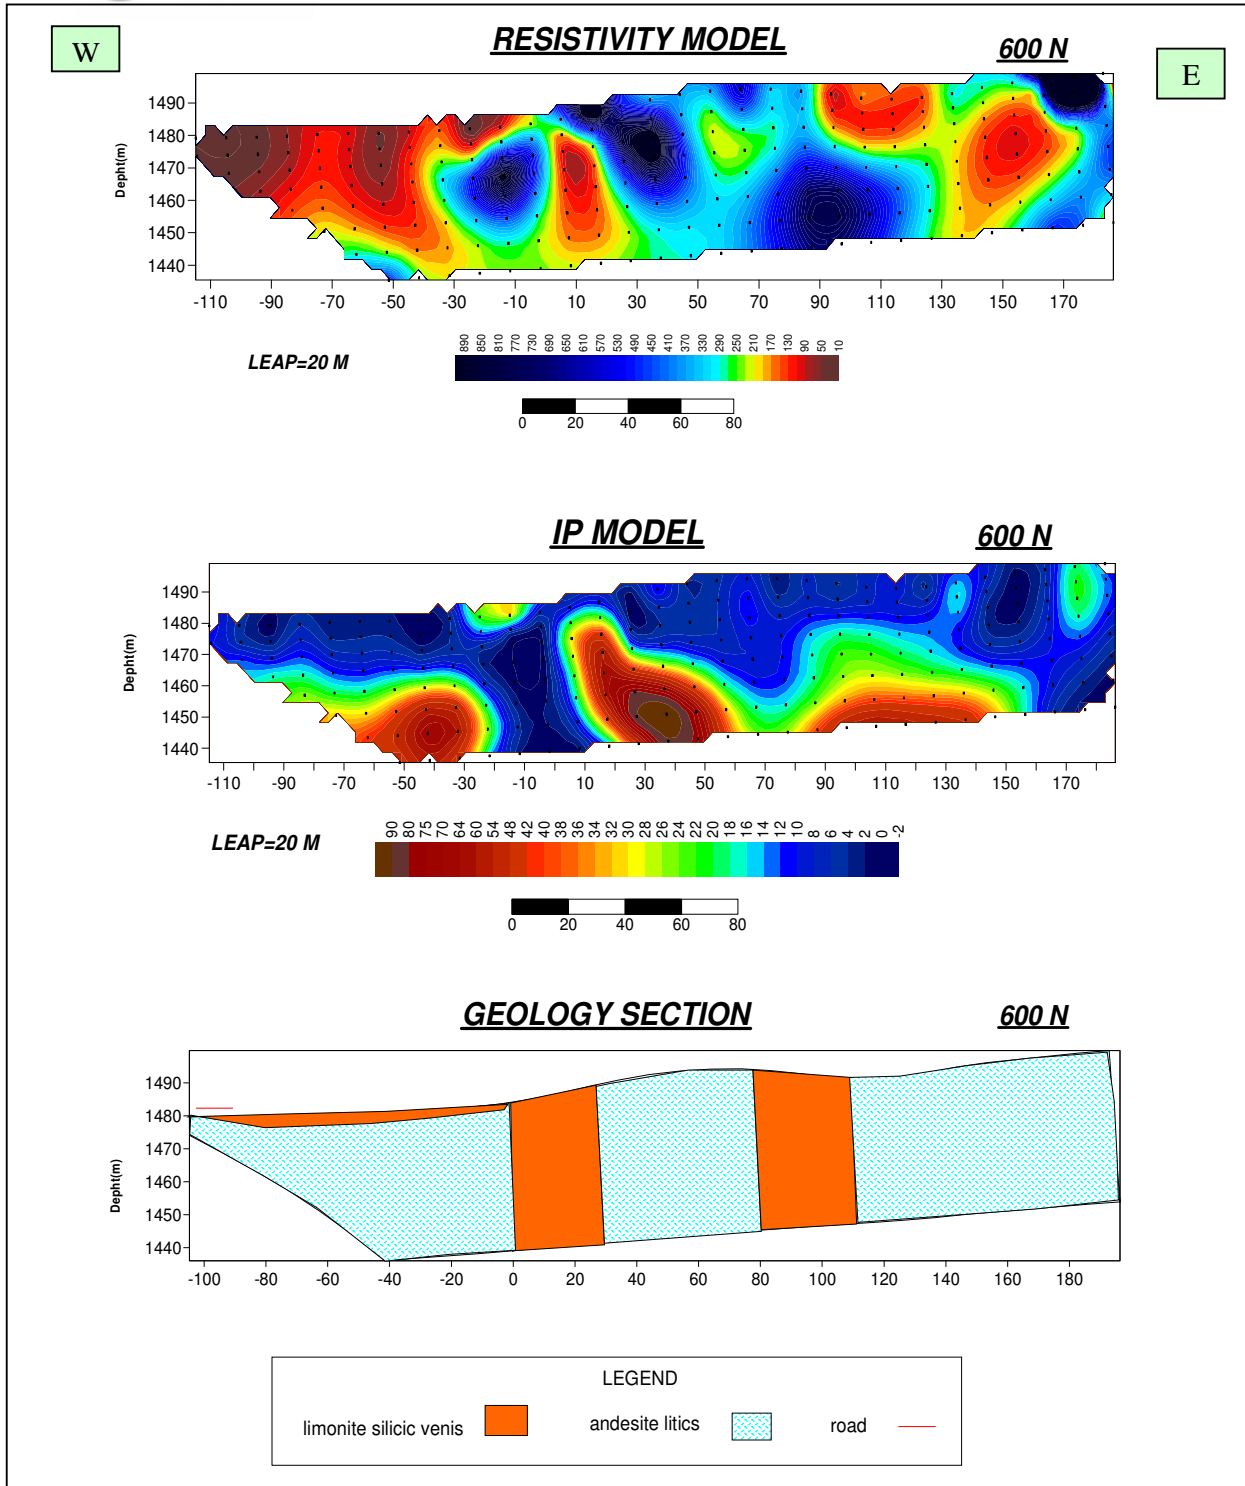 W
RESISTIVITY MODEL
600 N
E
Depht(m)
1490
1480
1470
1460
1450
1440
-110 -90 -70 -50 -30 -10 10 30 50 70 90 110 130 150 170
LEAP=20 M
890 850 810 770 730 690 650 610 570 530 490 450 410 370 330 290 250 210 170 130 90 50 10
0 20 40 60 80
IP MODEL
600 N
Depht(m)
1490
1480
1470
1460
1450
1440
-110 -90 -70 -50 -30 -10 10 30 50 70 90 110 130 150 170
LEAP=20 M
90 80 75 70 64 60 54 48 42 40 38 36 34 32 30 28 26 24 22 20 18 16 14 12 10 8 6 4 2 0 -2
0 20 40 60 80
GEOLOGY SECTION
600 N
Depht(m)
1490
1480
1470
1460
1450
1440
-100 -80 -60 -40 -20 0 20 40 60 80 100 120 140 160 180
LEGEND
limonite silicic venis
andesite litics
road